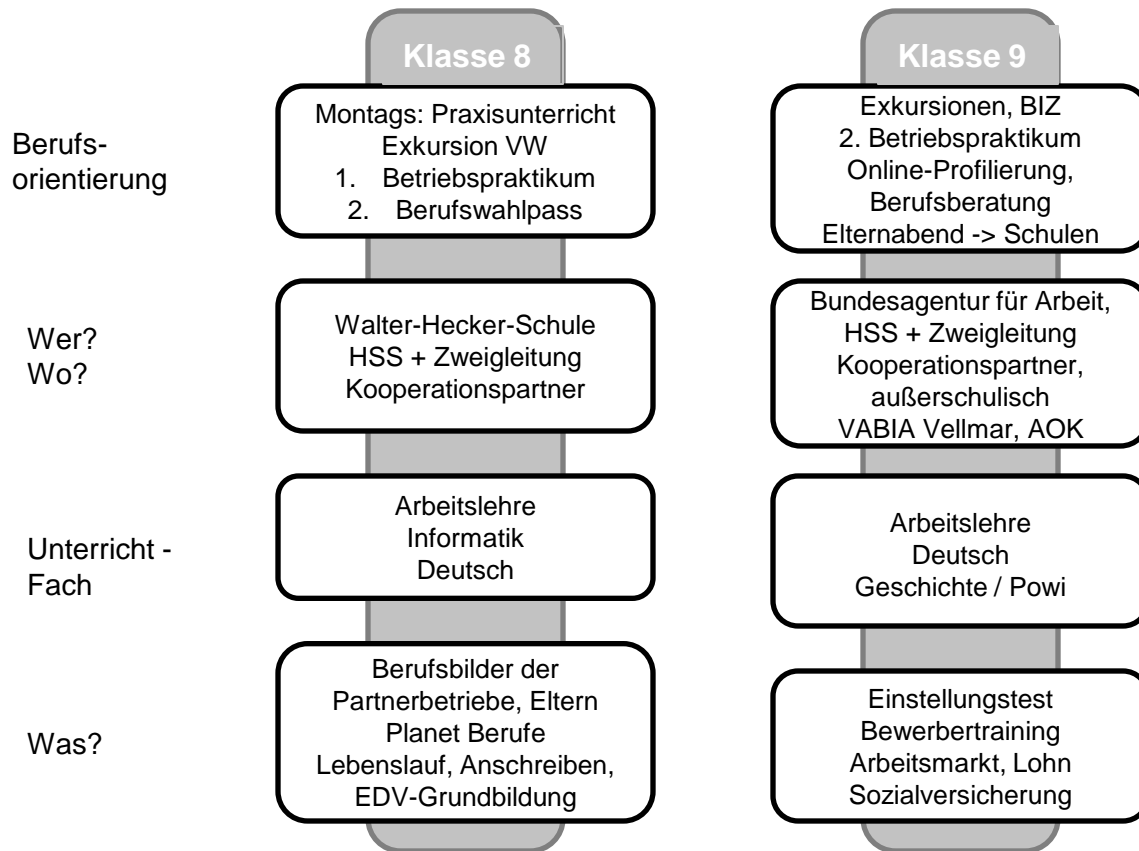 Klasse 8
Klasse 9
Berufs-
orientierung
Montags: Praxisunterricht
Exkursion VW
1. Betriebspraktikum
2. Berufswahlpass
Exkursionen, BIZ
2. Betriebspraktikum
Online-Profilierung,
Berufsberatung
Elternabend -> Schulen
Wer?
Wo?
Walter-Hecker-Schule
HSS + Zweigleitung
Kooperationspartner
Bundesagentur für Arbeit,
HSS + Zweigleitung
Kooperationspartner,
außerschulisch
VABIA Vellmar, AOK
Unterricht -
Fach
Arbeitslehre
Informatik
Deutsch
Arbeitslehre
Deutsch
Geschichte / Powi
Was?
Berufsbilder der
Partnerbetriebe, Eltern
Planet Berufe
Lebenslauf, Anschreiben,
EDV-Grundbildung
Einstellungstest
Bewerbertraining
Arbeitsmarkt, Lohn
Sozialversicherung